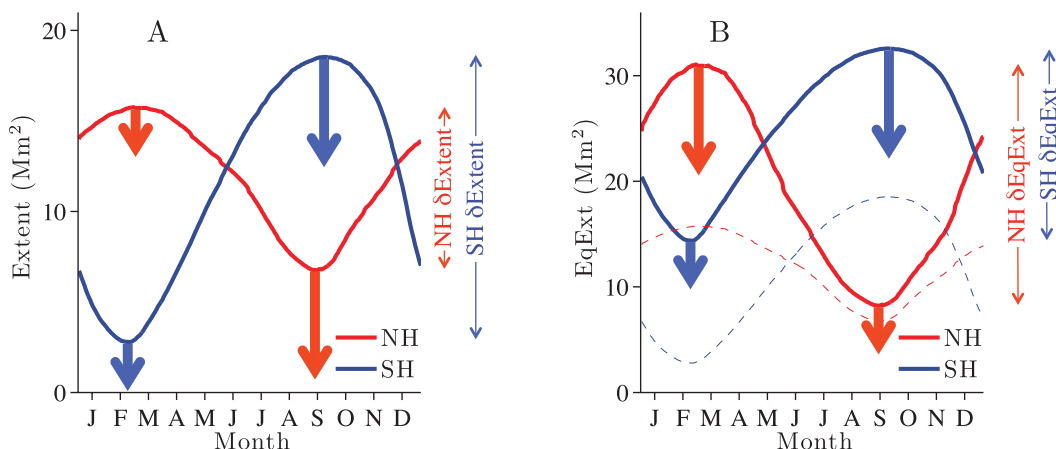 A
Extent (Mm²)
20
10
0
NH
SH
J F M A M J J A S O N D
Month
NH δExtent
SH δExtent
B
EqExt (Mm²)
30
20
10
0
NH
SH
J F M A M J J A S O N D
Month
NH δEqExt
SH δEqExt